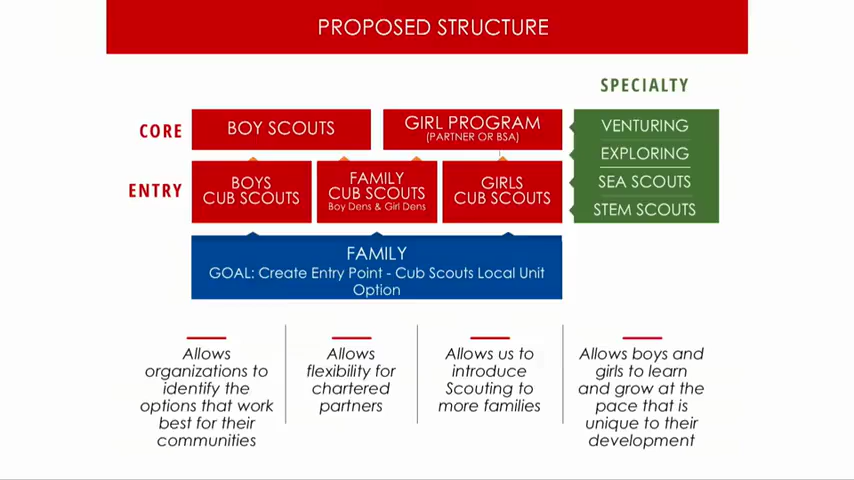 PROPOSED STRUCTURE
SPECIALTY
CORE
BOY SCOUTS
GIRL PROGRAM
(PARTNER OR BSA)
ENTRY
BOYS
CUB SCOUTS
FAMILY
CUB SCOUTS
Boy Dens & Girl Dens
GIRLS
CUB SCOUTS
VENTURING
EXPLORING
SEA SCOUTS
STEM SCOUTS
FAMILY
GOAL: Create Entry Point - Cub Scouts Local Unit
Option
Allows
organizations to
identify the
options that work
best for their
communities
Allows
flexibility for
chartered
partners
Allows us to
introduce
Scouting to
more families
Allows boys and
girls to learn
and grow at the
pace that is
unique to their
development